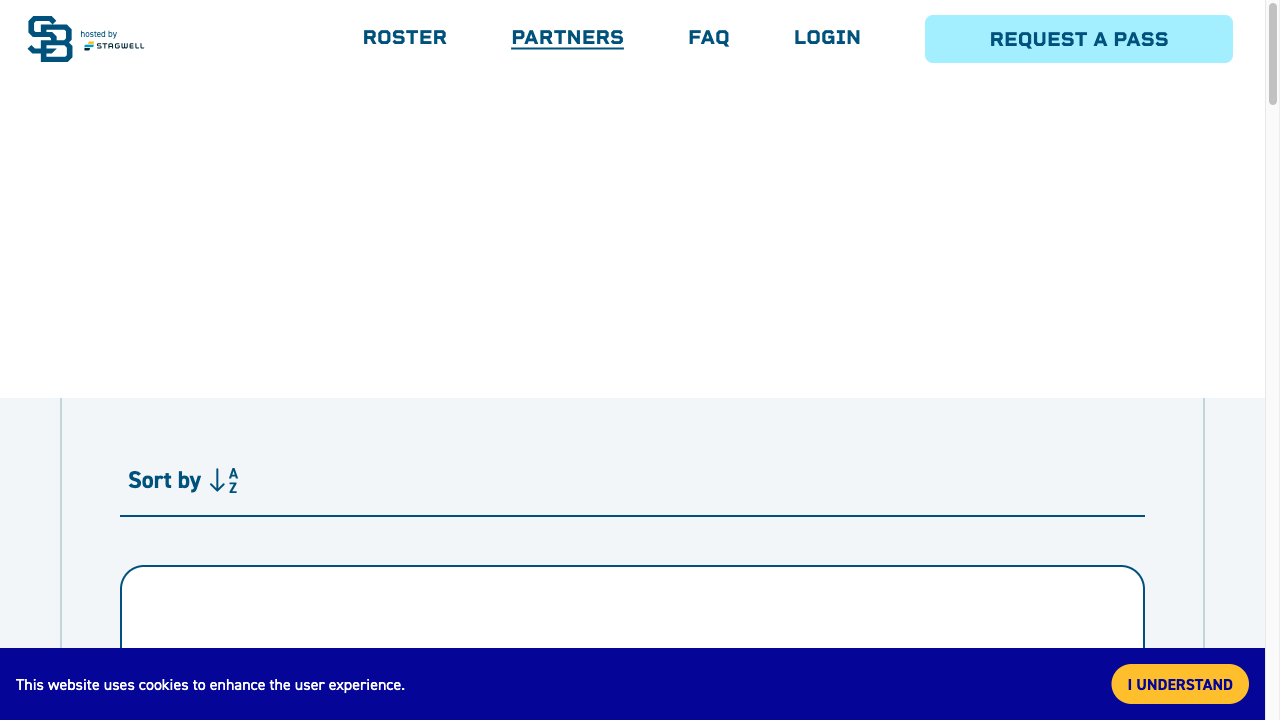 SB
hosted by
STAGWELL
ROSTER
PARTNERS
FAQ
LOGIN
REQUEST A PASS
Sort by
A
Z
This website uses cookies to enhance the user experience.
I UNDERSTAND